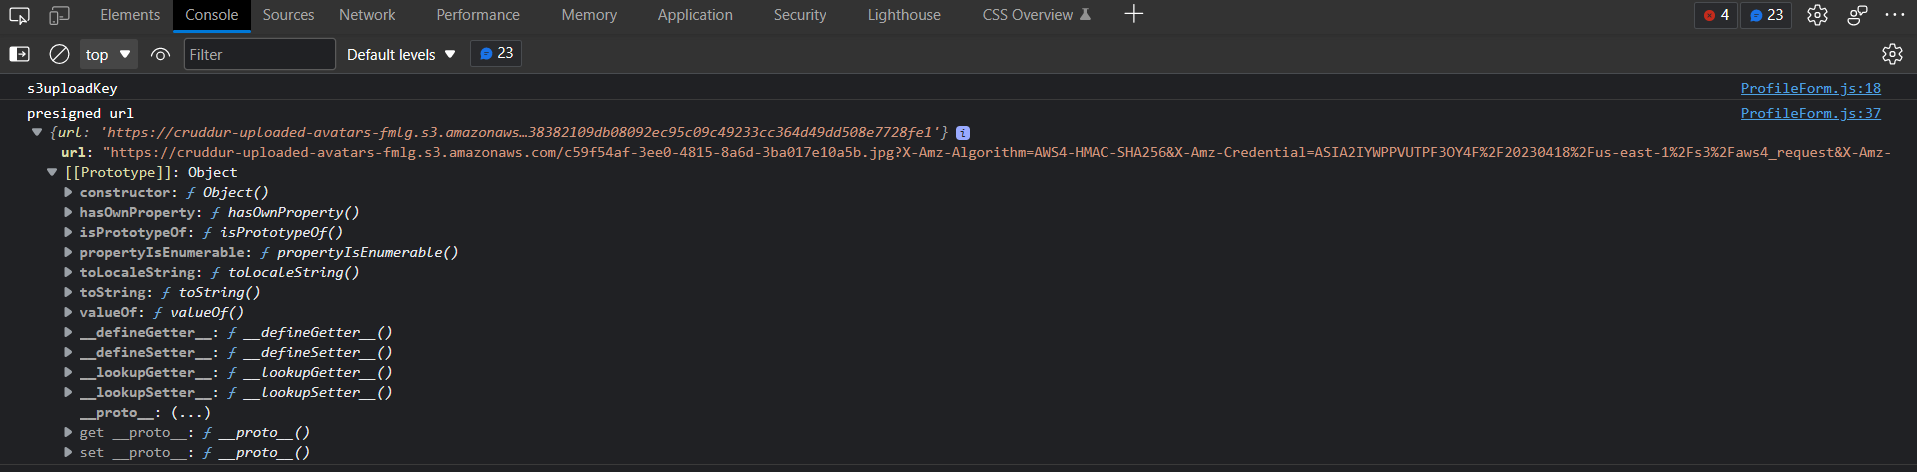 Elements Console Sources Network Performance Memory Application Security Lighthouse CSS Overview 4 23
top Filter Default levels 23
s3uploadKey ProfileForm.js:18
presigned url ProfileForm.js:37
{url: 'https://cruddur-uploaded-avatars-fmlg.s3.amazonaws…38382109db08092ec95c09c49233cc364d49dd508e7728fe1'} i
url: "https://cruddur-uploaded-avatars-fmlg.s3.amazonaws.com/c59f54af-3ee0-4815-8a6d-3ba017e10a5b.jpg?X-Amz-Algorithm=AWS4-HMAC-SHA256&X-Amz-Credential=ASIA2IYWPPVUTPF3OY4F%2F20230418%2Fus-east-1%2Fs3%2Faws4_request&X-Amz-
[[Prototype]]: Object
constructor: ƒ Object()
hasOwnProperty: ƒ hasOwnProperty()
isPrototypeOf: ƒ isPrototypeOf()
propertyIsEnumerable: ƒ propertyIsEnumerable()
toLocaleString: ƒ toLocaleString()
toString: ƒ toString()
valueOf: ƒ valueOf()
__defineGetter__: ƒ __defineGetter__()
__defineSetter__: ƒ __defineSetter__()
__lookupGetter__: ƒ __lookupGetter__()
__lookupSetter__: ƒ __lookupSetter__()
__proto__: (...)
get __proto__: ƒ __proto__()
set __proto__: ƒ __proto__()